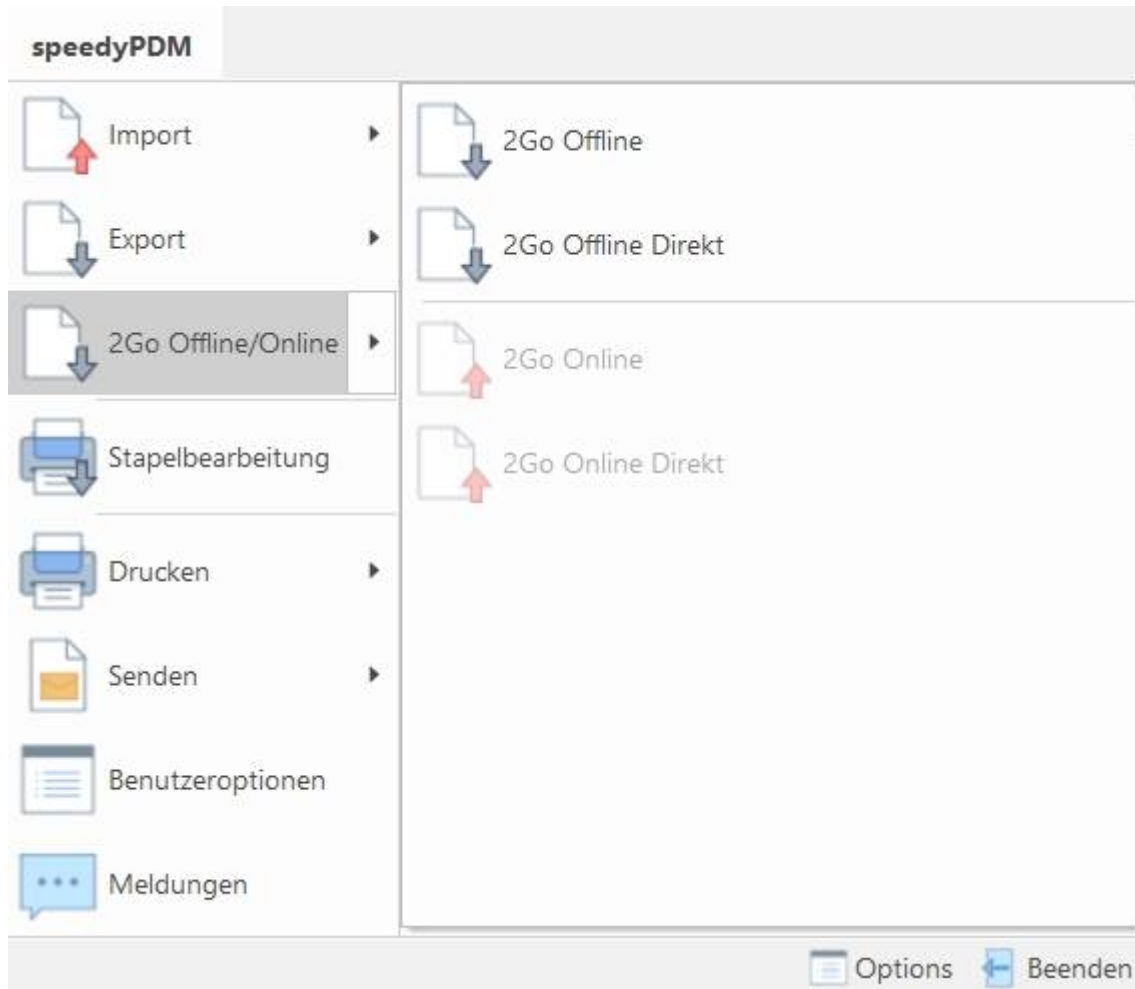 speedyPDM
Import
Export
2Go Offline/Online
Stapelbearbeitung
Drucken
Senden
Benutzeroptionen
Meldungen
2Go Offline
2Go Offline Direkt
2Go Online
2Go Online Direkt
Options Beenden